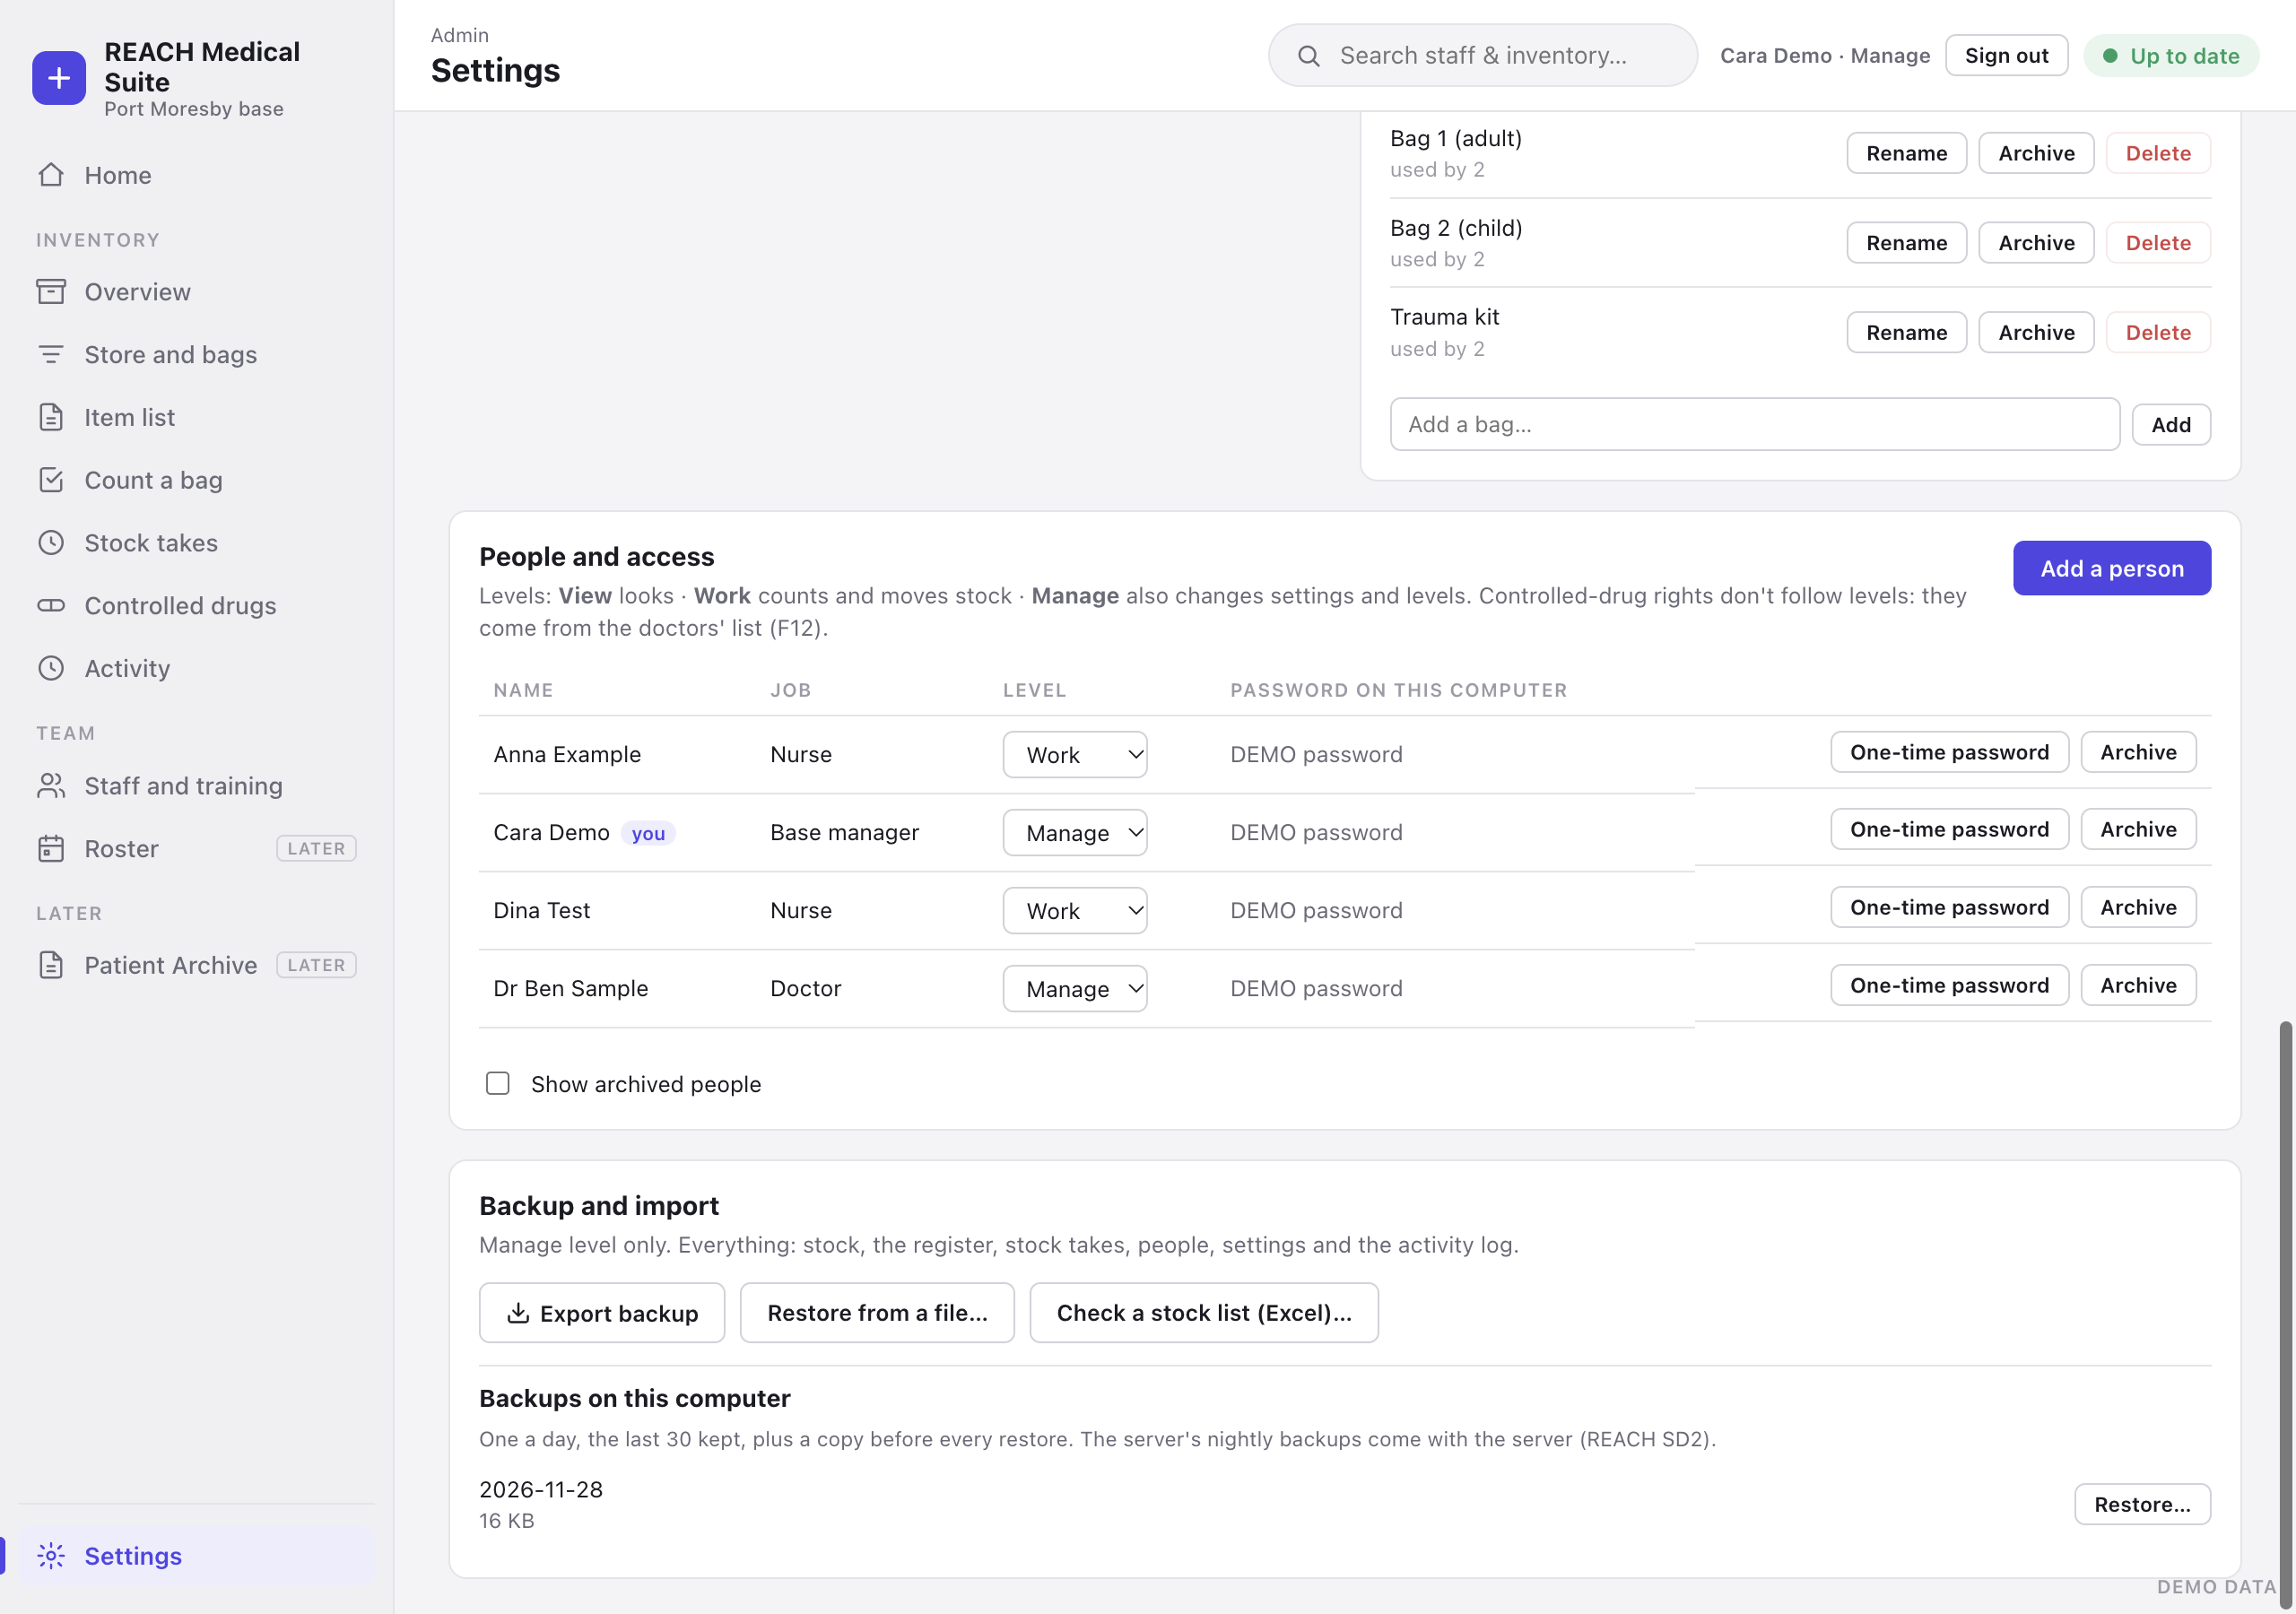 REACH Medical
Suite
Port Moresby base
Home
INVENTORY
Overview
Store and bags
Item list
Count a bag
Stock takes
Controlled drugs
Activity
TEAM
Staff and training
Roster LATER
LATER
Patient Archive LATER
Settings
Admin
Settings
Search staff & inventory...
Cara Demo · Manage
Sign out
Up to date
Bag 1 (adult)
used by 2
Rename Archive Delete
Bag 2 (child)
used by 2
Rename Archive Delete
Trauma kit
used by 2
Rename Archive Delete
Add a bag...
Add
People and access
Add a person
Levels: View looks · Work counts and moves stock · Manage also changes settings and levels. Controlled-drug rights don't follow levels: they
come from the doctors' list (F12).
NAME JOB LEVEL PASSWORD ON THIS COMPUTER
Anna Example Nurse Work DEMO password One-time password Archive
Cara Demo you Base manager Manage DEMO password One-time password Archive
Dina Test Nurse Work DEMO password One-time password Archive
Dr Ben Sample Doctor Manage DEMO password One-time password Archive
Show archived people
Backup and import
Manage level only. Everything: stock, the register, stock takes, people, settings and the activity log.
Export backup Restore from a file... Check a stock list (Excel)...
Backups on this computer
One a day, the last 30 kept, plus a copy before every restore. The server's nightly backups come with the server (REACH SD2).
2026-11-28
16 KB
Restore...
DEMO DATA